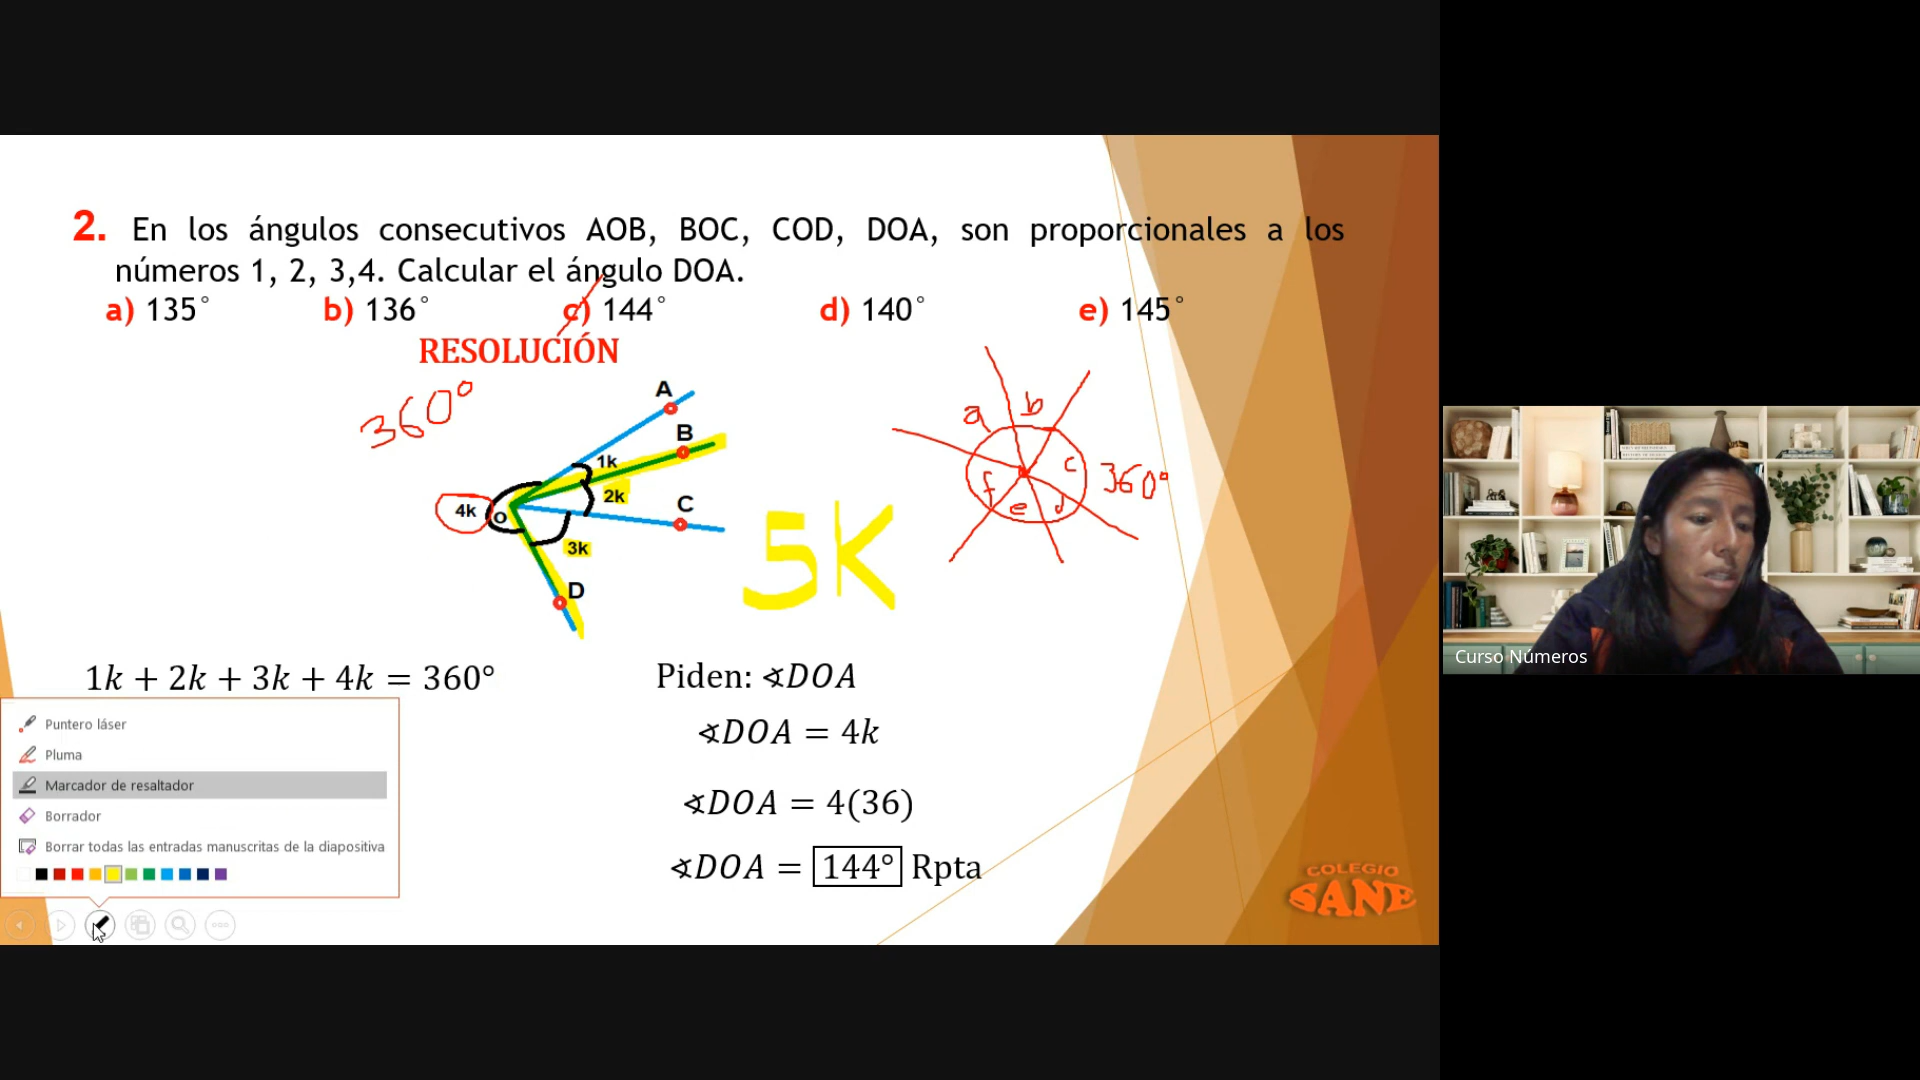 2. En los ángulos consecutivos AOB, BOC, COD, DOA, son proporcionales a los
números 1, 2, 3,4. Calcular el ángulo DOA.
a) 135° b) 136° c) 144° d) 140° e) 145°
RESOLUCIÓN
360°
A
B
1k
2k
C
4k
O
3k
D
5K
a
b
c
360°
f
e
d
1k + 2k + 3k + 4k = 360°
Piden: ∢DOA
∢DOA = 4k
∢DOA = 4(36)
∢DOA = 144° Rpta
Puntero láser
Pluma
Marcador de resaltador
Borrador
Borrar todas las entradas manuscritas de la diapositiva
COLEGIO
SANE
Curso Números